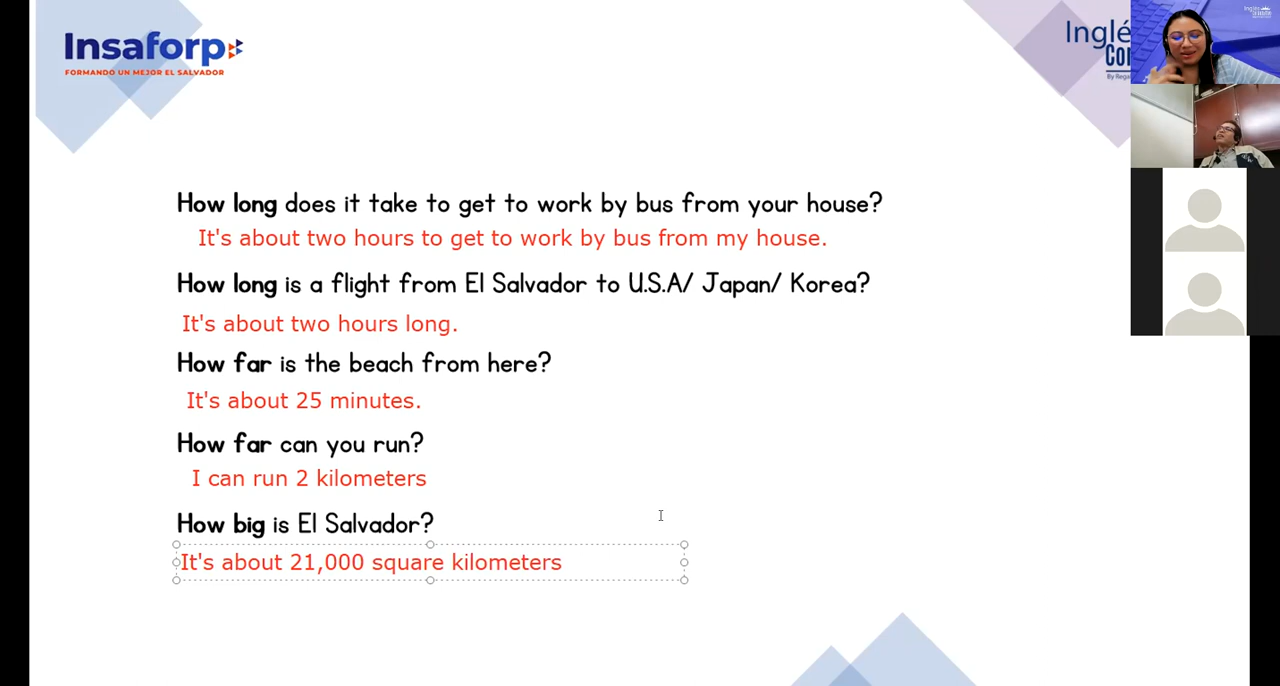 Insaforp
FORMANDO UN MEJOR EL SALVADOR
Inglé
Con
By Rega
How long does it take to get to work by bus from your house?
It's about two hours to get to work by bus from my house.
How long is a flight from El Salvador to U.S.A/ Japan/ Korea?
It's about two hours long.
How far is the beach from here?
It's about 25 minutes.
How far can you run?
I can run 2 kilometers
How big is El Salvador?
It's about 21,000 square kilometers